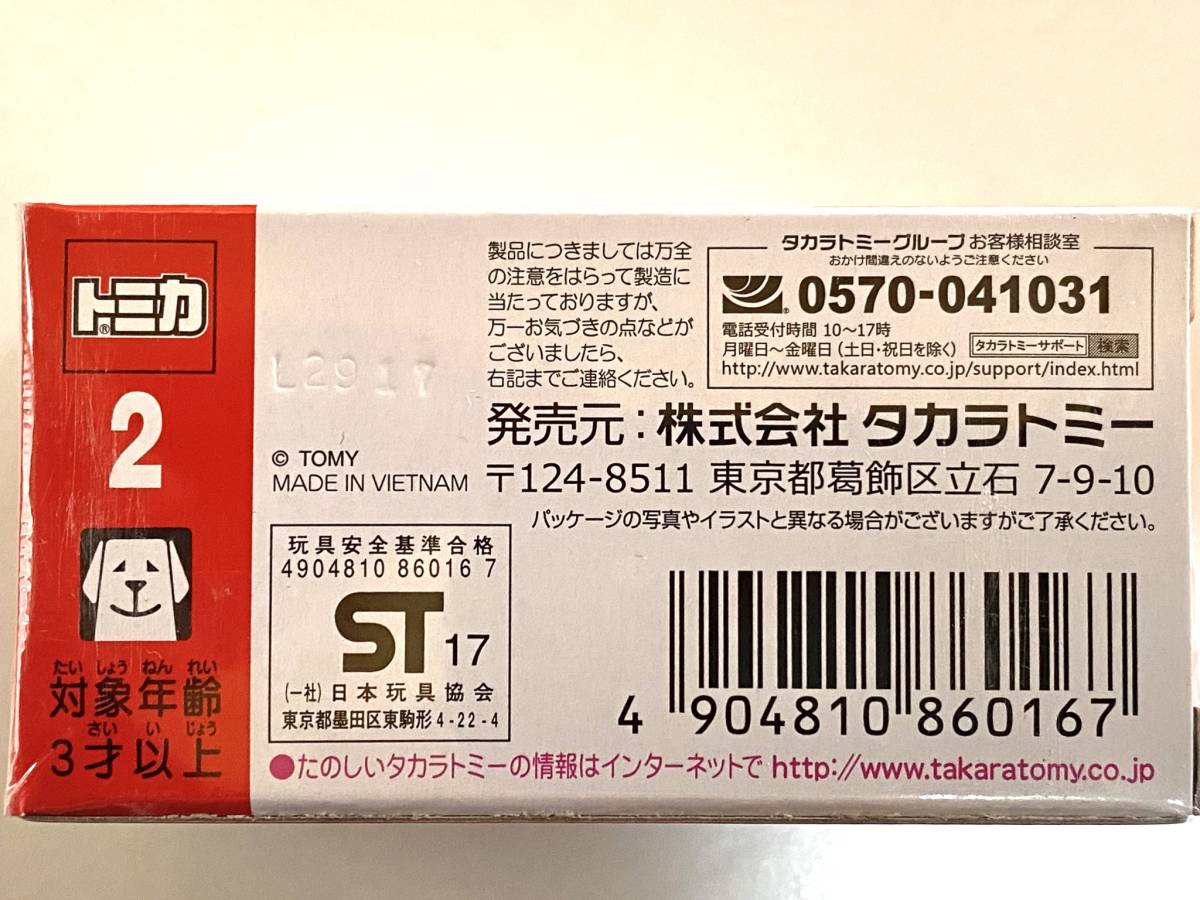 トミカ®
2
たいしょうねんれい
対象年齢
さい い じょう
3才以上
L2917
© TOMY
MADE IN VIETNAM
製品につきましては万全
の注意をはらって製造に
当たっておりますが、
万一お気づきの点などが
ございましたら、
右記までご連絡ください。
タカラトミーグループ お客様相談室
おかけ間違えのないようご注意ください
0570-041031
電話受付時間 10～17時
月曜日～金曜日（土日・祝日を除く） タカラトミーサポート 検索
http://www.takaratomy.co.jp/support/index.html
発売元：株式会社 タカラトミー
〒124-8511 東京都葛飾区立石 7-9-10
パッケージの写真やイラストと異なる場合がございますがご了承ください。
玩具安全基準合格
4904810 86016 7
ST 17
(一社)日本玩具協会
東京都墨田区東駒形4-22-4
4 904810 860167
●たのしいタカラトミーの情報はインターネットで http://www.takaratomy.co.jp